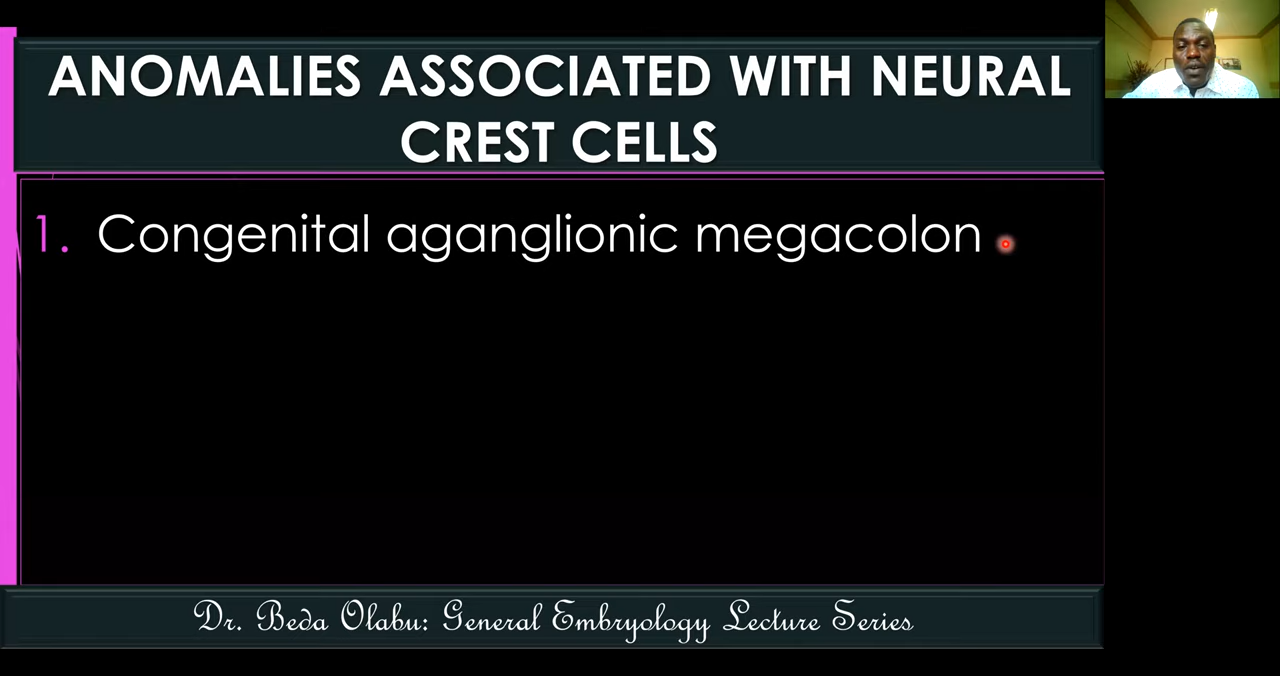 ANOMALIES ASSOCIATED WITH NEURAL
CREST CELLS
1. Congenital aganglionic megacolon
Dr. Beda Olabu: General Embryology Lecture Series